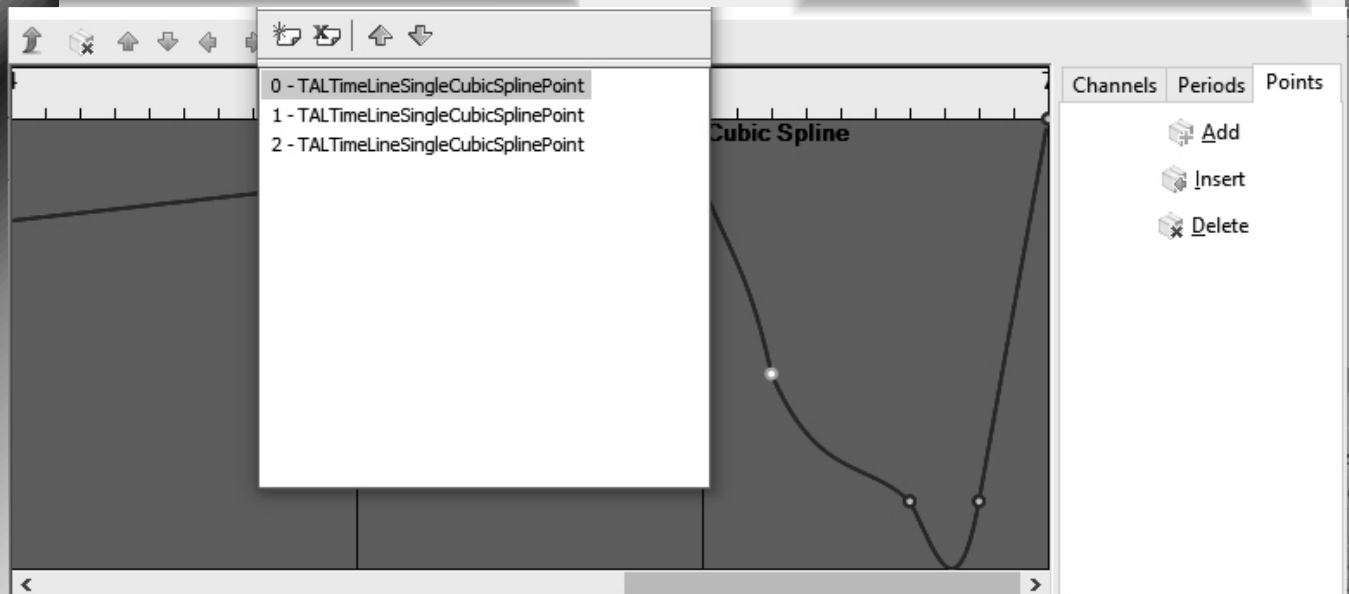 0 - TALTimeLineSingleCubicSplinePoint
1 - TALTimeLineSingleCubicSplinePoint
2 - TALTimeLineSingleCubicSplinePoint
Cubic Spline
Channels Periods Points
Add
Insert
Delete